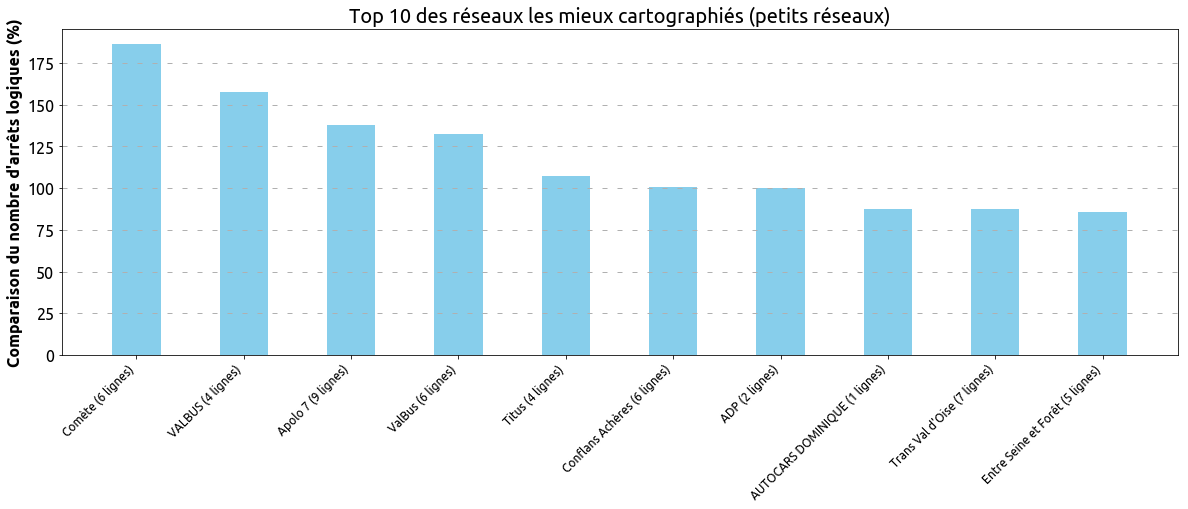 Top 10 des réseaux les mieux cartographiés (petits réseaux)
Comparaison du nombre d'arrêts logiques (%)
175
150
125
100
75
50
25
0
Comète (6 lignes)
VALBUS (4 lignes)
Apolo 7 (9 lignes)
ValBus (6 lignes)
Titus (4 lignes)
Conflans Achères (6 lignes)
ADP (2 lignes)
AUTOCARS DOMINIQUE (1 lignes)
Trans Val d'Oise (7 lignes)
Entre Seine et Forêt (5 lignes)